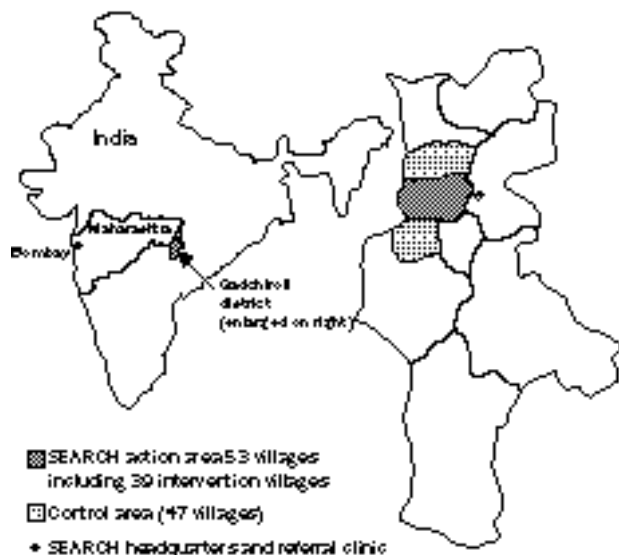 India
Maharashtra
Bombay
Gadchiroli
district
(enlarged on right)
SEARCH action area 53 villages
including 39 intervention villages
Control area (47 villages)
SEARCH headquarters and referral clinic